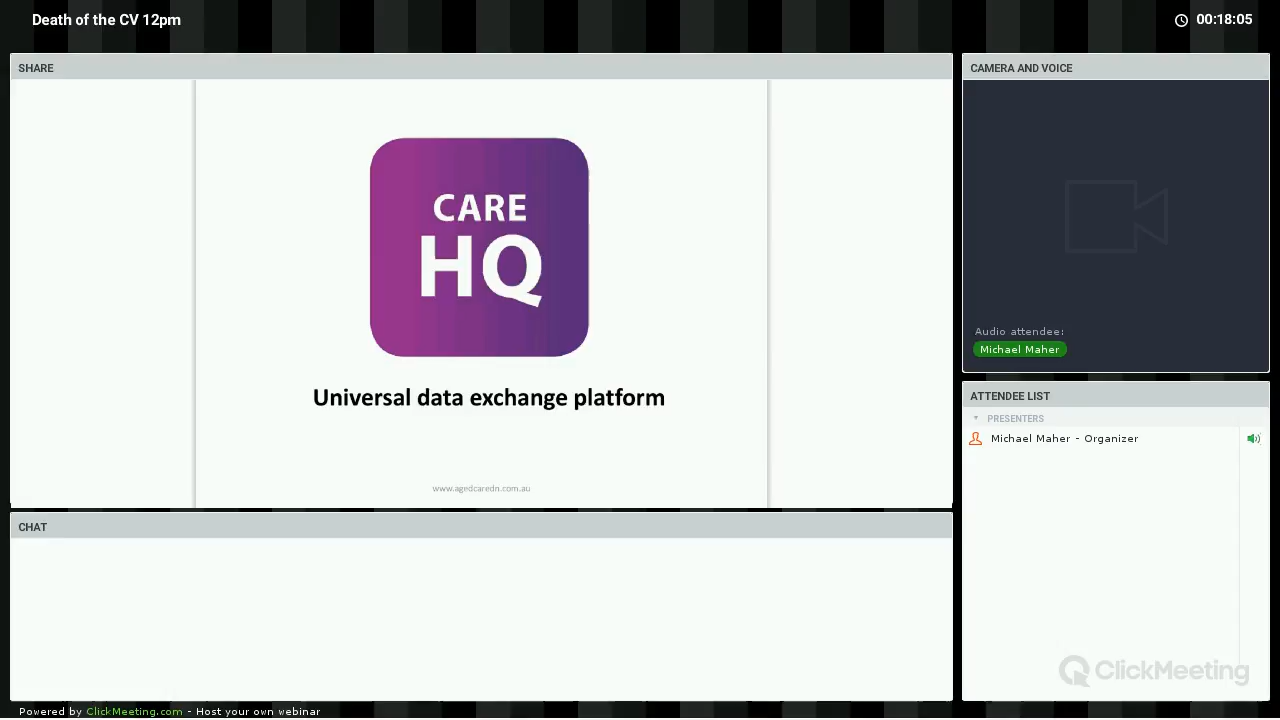 Death of the CV 12pm
00:18:05
SHARE
CARE
HQ
Universal data exchange platform
www.agedcaredn.com.au
CAMERA AND VOICE
Audio attendee:
Michael Maher
ATTENDEE LIST
PRESENTERS
Michael Maher - Organizer
CHAT
ClickMeeting
Powered by ClickMeeting.com - Host your own webinar